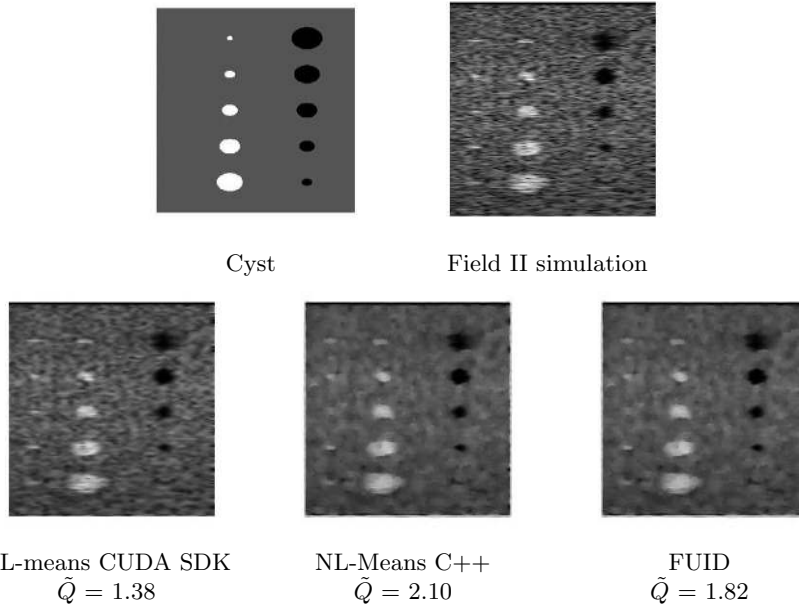 Cyst
Field II simulation
L-means CUDA SDK
NL-Means C++
FUID
Q̃ = 1.38
Q̃ = 2.10
Q̃ = 1.82